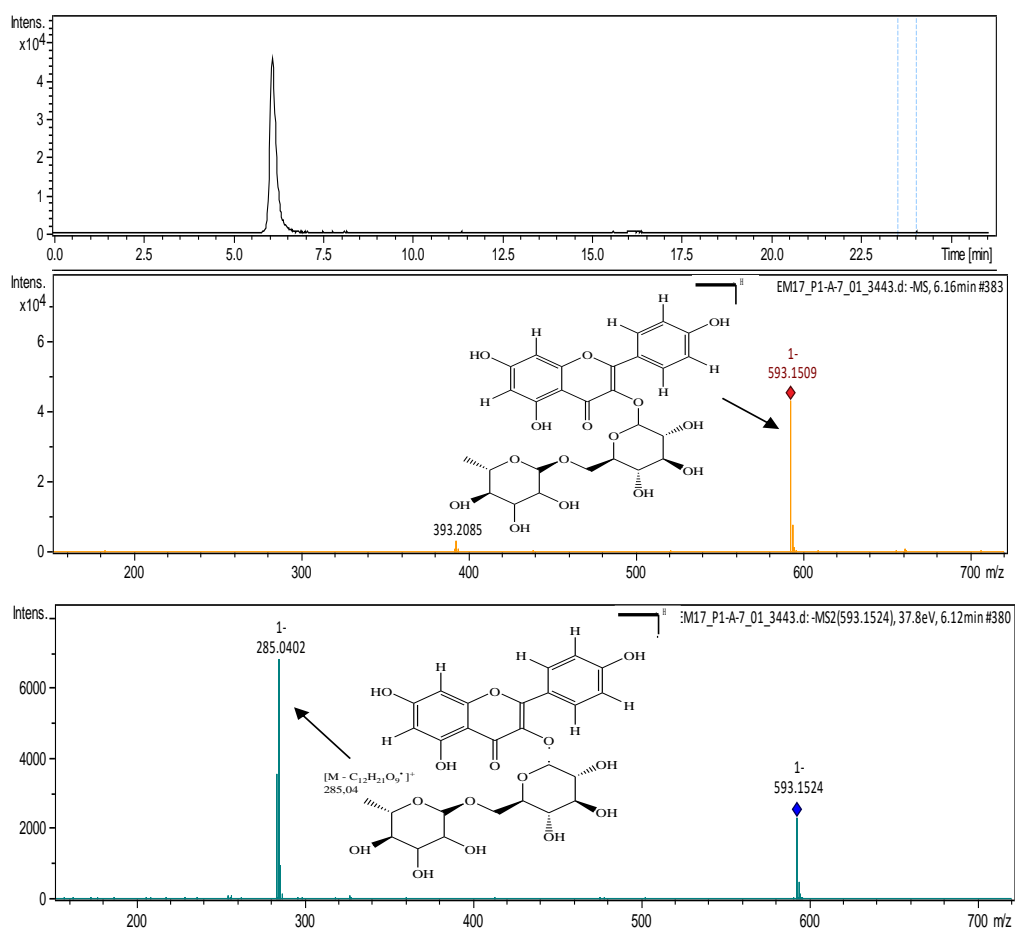 Intens.
x10⁴
4
3
2
1
0
0.0 2.5 5.0 7.5 10.0 12.5 15.0 17.5 20.0 22.5 Time [min]
Intens.
x10⁴
6
4
2
0
H
EM17_P1-A-7_01_3443.d: -MS, 6.16min #383
1-
593.1509
393.2085
H
H OH
H
HO O
H
H
H
O
OH O
O OH
O O OH
OH
HO OH
OH
200 300 400 500 600 700 m/z
Intens.
6000
4000
2000
0
H
:M17_P1-A-7_01_3443.d: -MS2(593.1524), 37.8eV, 6.12min #380
1-
285.0402
1-
593.1524
H
H OH
H
HO O
H
H
H
O
OH O
[M - C₁₂H₂₁O₉˙]⁺
285,04
O OH
O O OH
OH
HO OH
OH
200 300 400 500 600 700 m/z